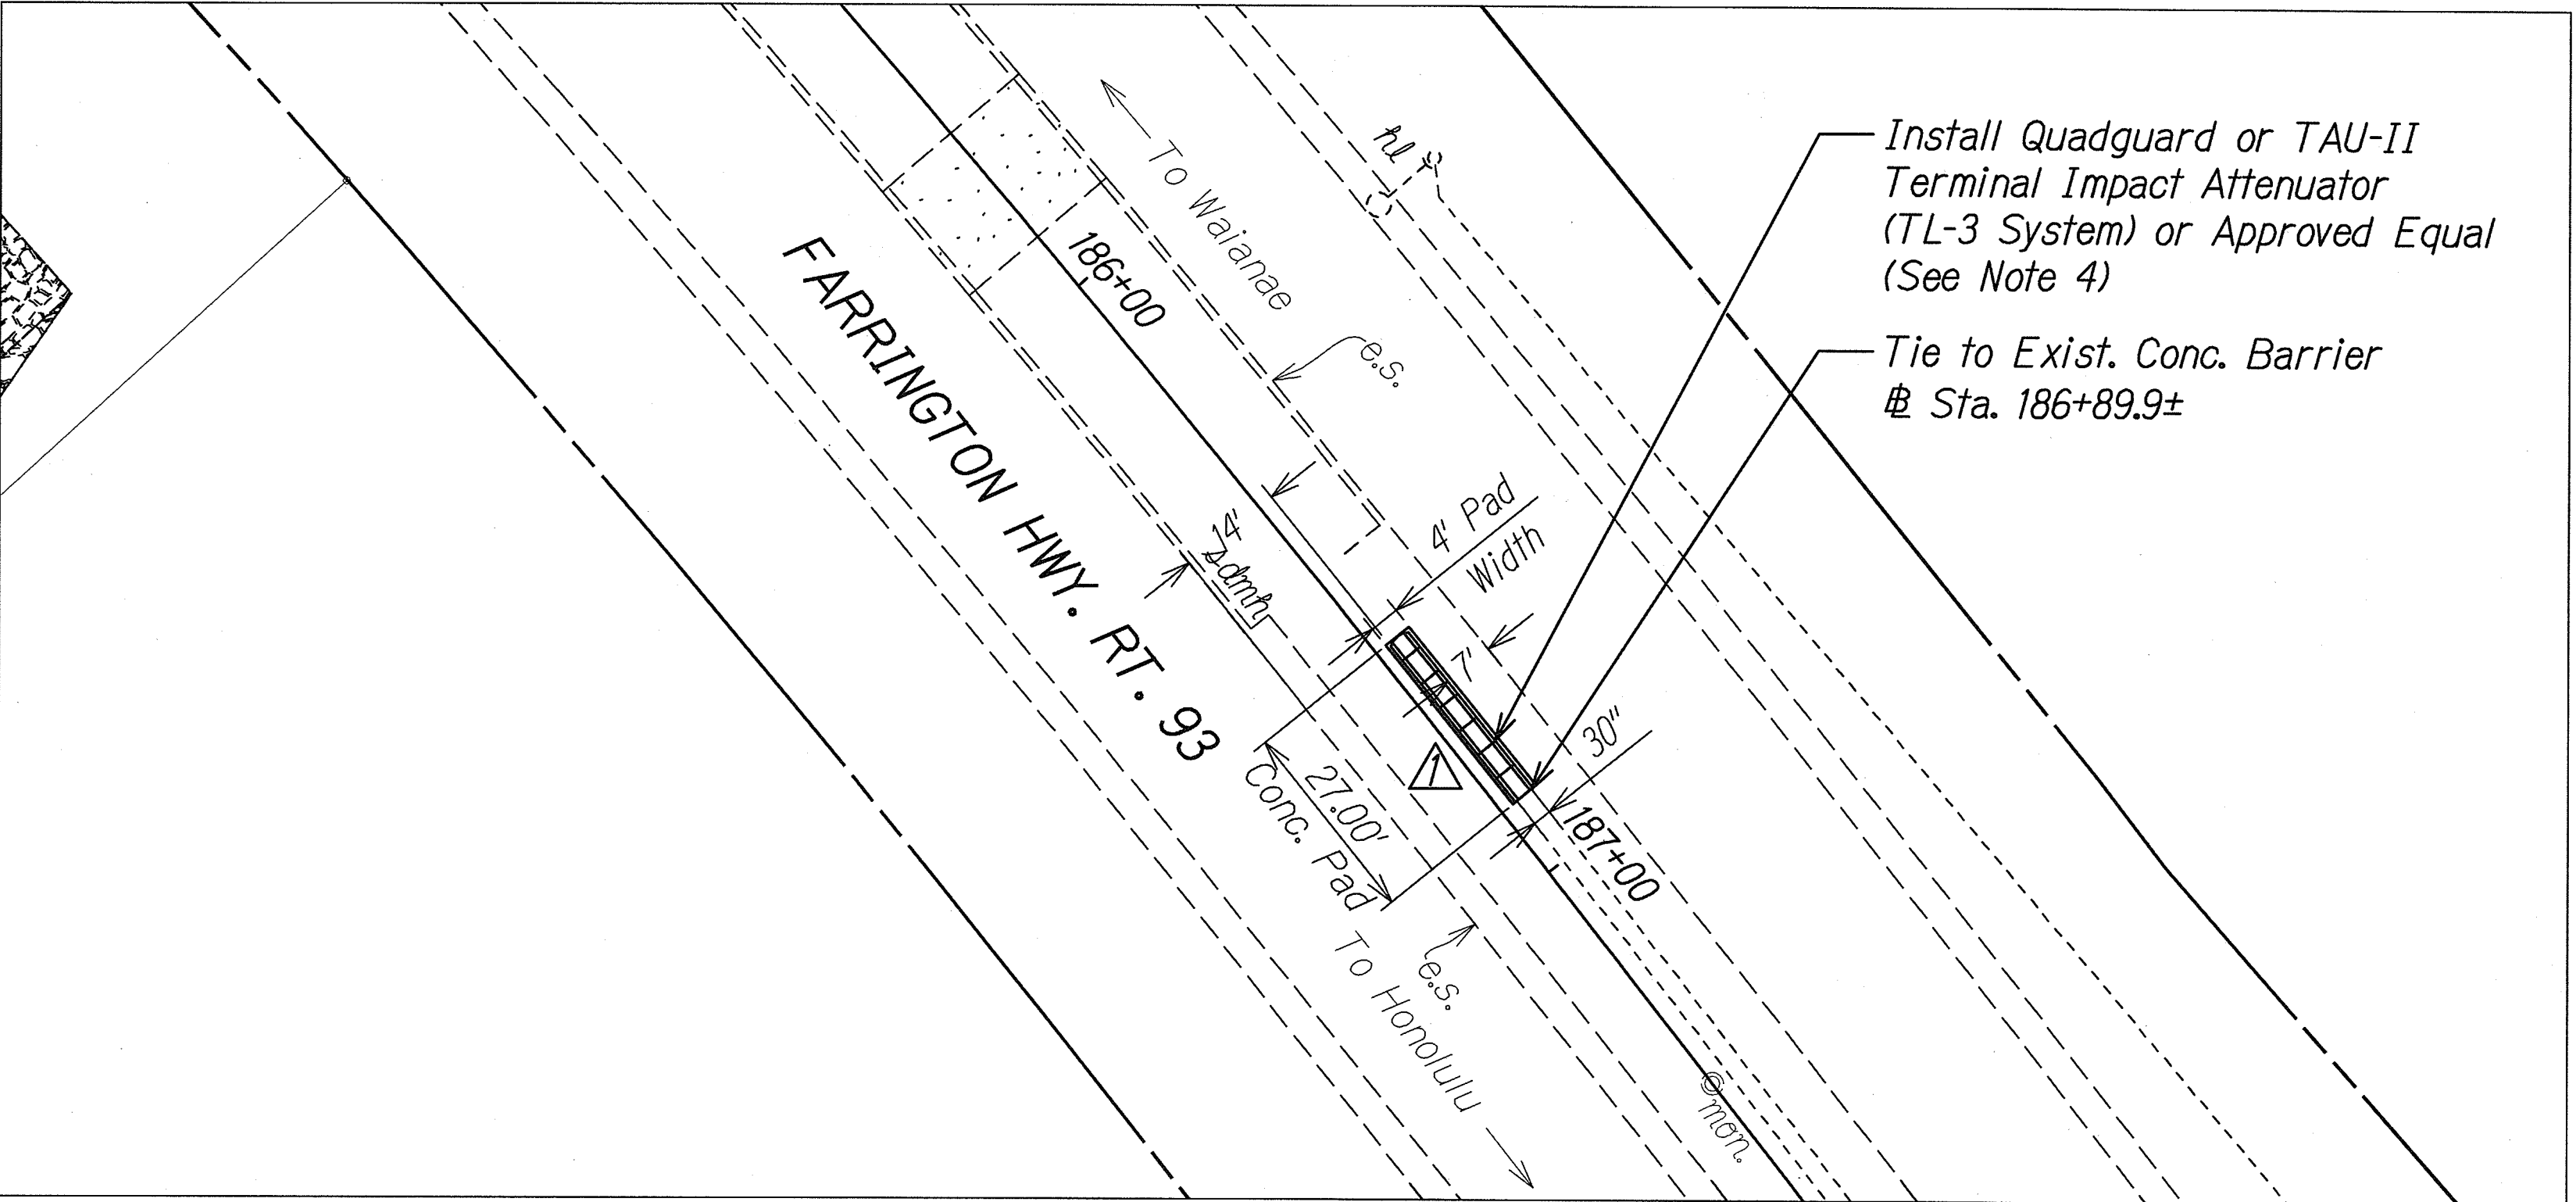 Install Quadguard or TAU-II
Terminal Impact Attenuator
(TL-3 System) or Approved Equal
(See Note 4)
Tie to Exist. Conc. Barrier
℄ Sta. 186+89.9±
To Waianae
hl
186+00
e.s.
FARRINGTON HWY. RT. 93
14'
sdmh
4' Pad
Width
7'
30"
1
27.00'
Conc. Pad
187+00
e.s.
To Honolulu
mon.